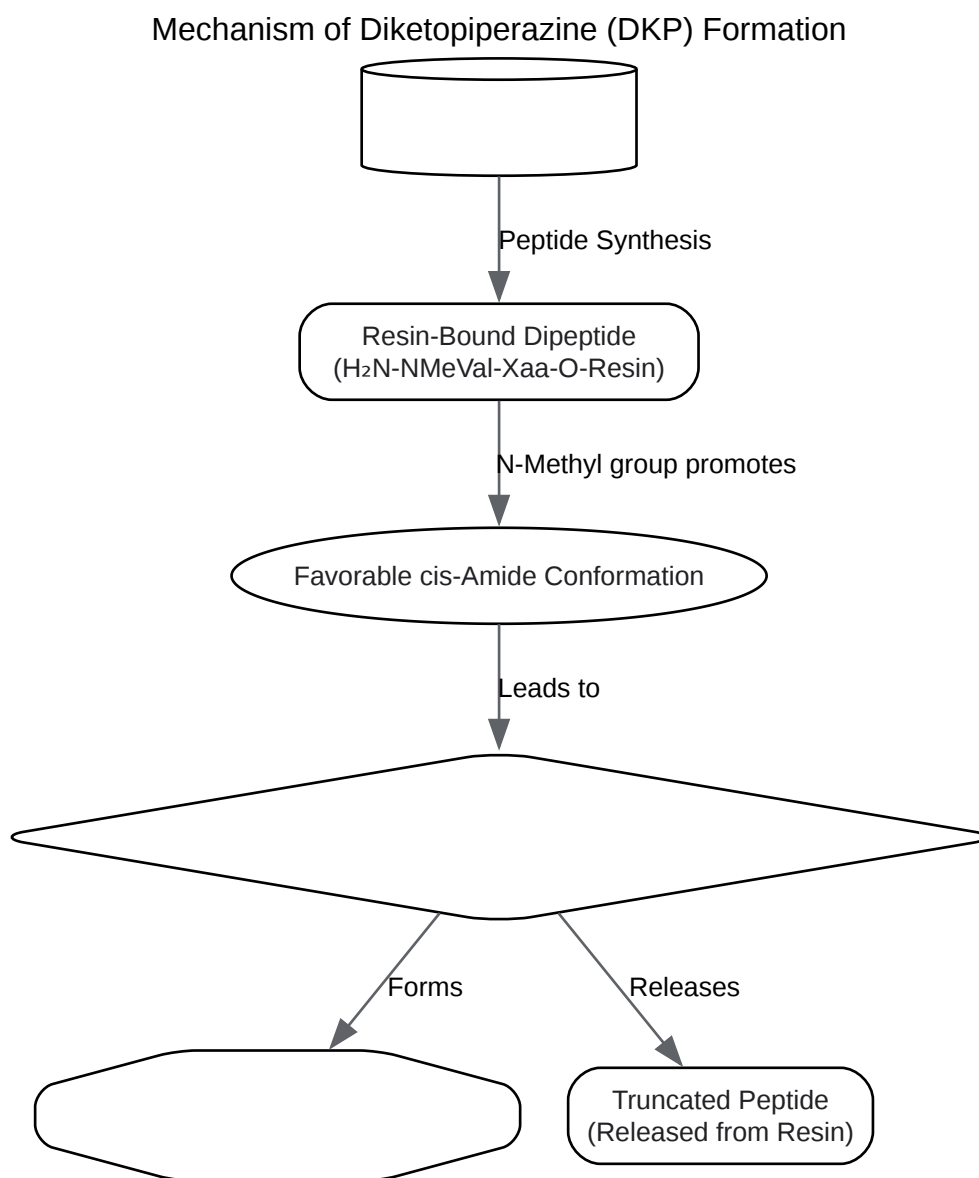 Mechanism of Diketopiperazine (DKP) Formation
Peptide Synthesis
Resin-Bound Dipeptide
(H₂N-NMeVal-Xaa-O-Resin)
N-Methyl group promotes
Favorable cis-Amide Conformation
Leads to
Forms
Releases
Truncated Peptide
(Released from Resin)